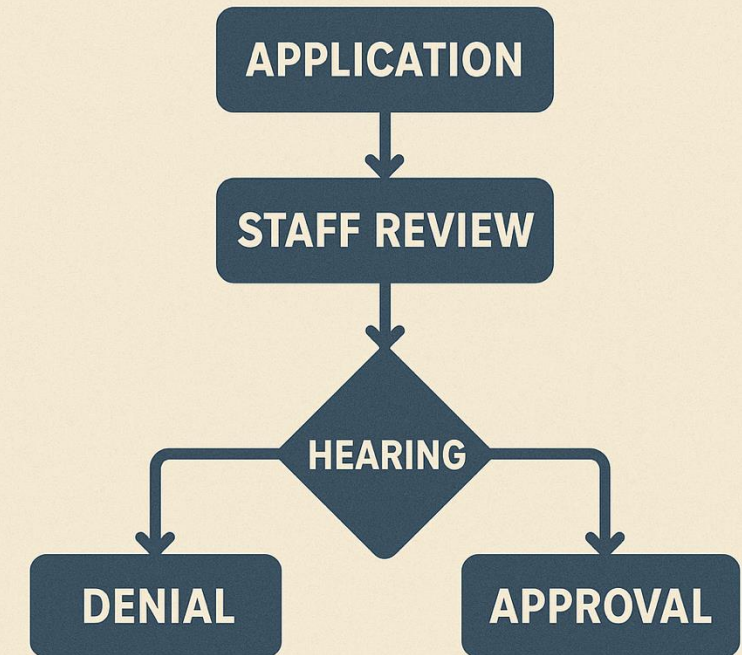 APPLICATION
STAFF REVIEW
HEARING
DENIAL
APPROVAL